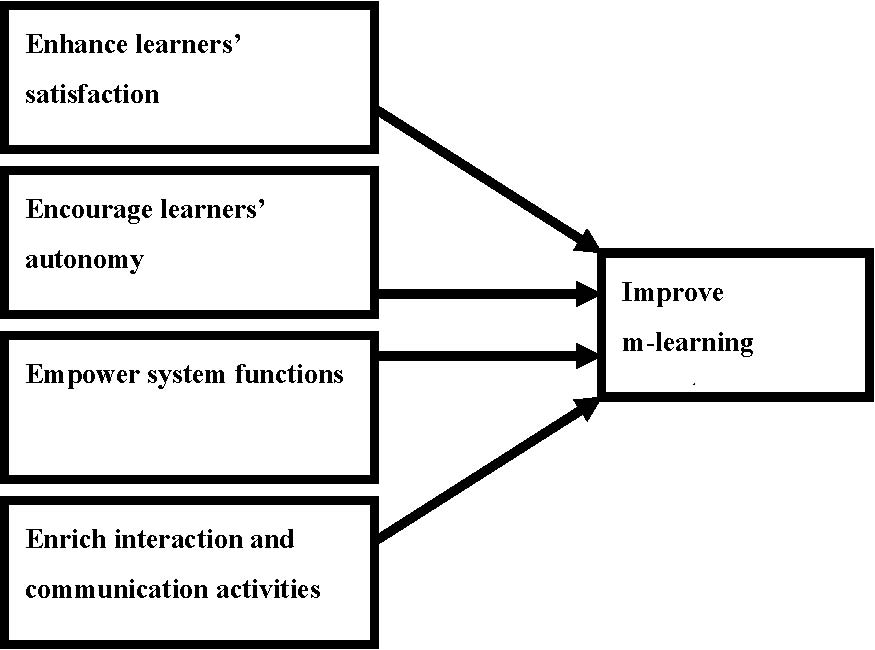 Enhance learners’
satisfaction
Encourage learners’
autonomy
Empower system functions
Enrich interaction and
communication activities
Improve
m-learning